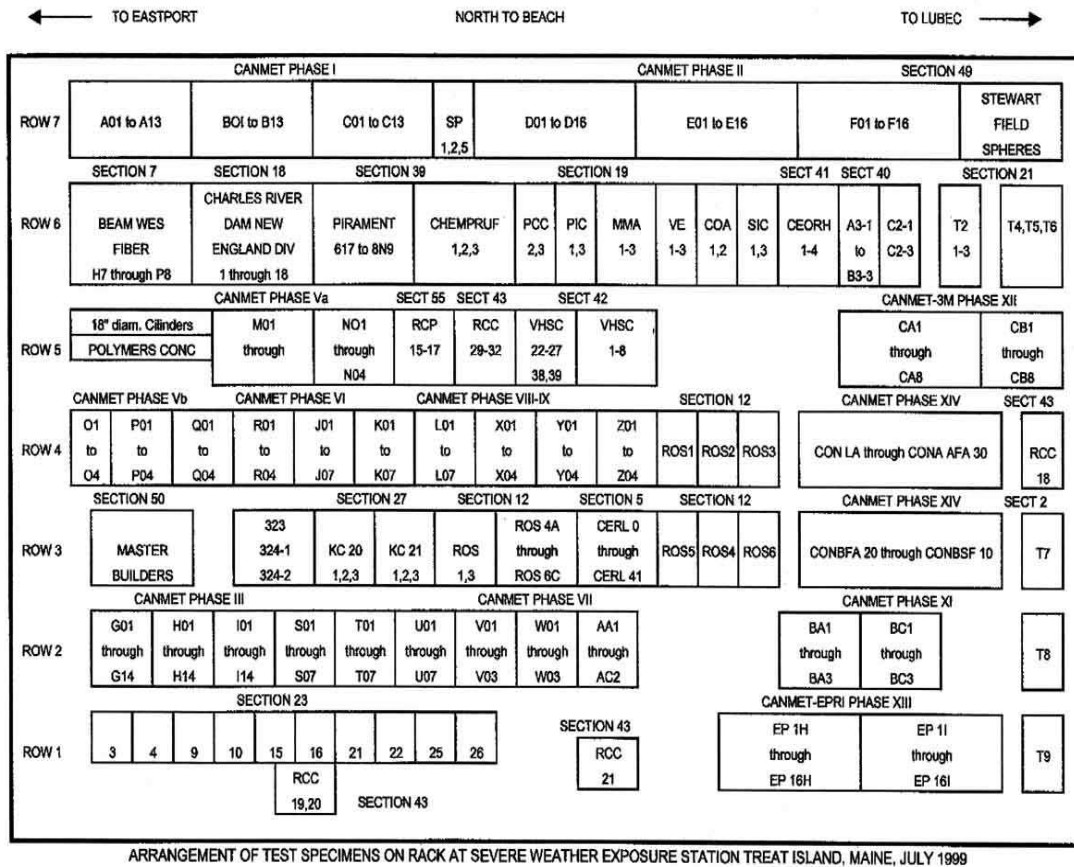 TO EASTPORT NORTH TO BEACH TO LUBEC
CANMET PHASE I CANMET PHASE II SECTION 49
ROW 7
A01 to A13
BOI to B13
C01 to C13
SP
1,2,5
D01 to D16
E01 to E16
F01 to F16
STEWART
FIELD
SPHERES
SECTION 7 SECTION 18 SECTION 39 SECTION 19 SECT 41 SECT 40 SECTION 21
ROW 6
BEAM WES
FIBER
H7 through P8
CHARLES RIVER
DAM NEW
ENGLAND DIV
1 through 18
PIRAMENT
617 to 8N9
CHEMPRUF
1,2,3
PCC
2,3
PIC
1,3
MMA
1-3
VE
1-3
COA
1,2
SIC
1,3
CEORH
1-4
A3-1
to
B3-3
C2-1
C2-3
T2
1-3
T4,T5,T6
CANMET PHASE Va SECT 55 SECT 43 SECT 42 CANMET-3M PHASE XII
ROW 5
18" diam. Cilinders
POLYMERS CONC
M01
through
NO1
through
N04
RCP
15-17
RCC
29-32
VHSC
22-27
38,39
VHSC
1-8
CA1
through
CA8
CB1
through
CB8
CANMET PHASE Vb CANMET PHASE VI CANMET PHASE VIII-IX SECTION 12 CANMET PHASE XIV SECT 43
ROW 4
O1
to
O4
P01
to
P04
Q01
to
Q04
R01
to
R04
J01
to
J07
K01
to
K07
L01
to
L07
X01
to
X04
Y01
to
Y04
Z01
to
Z04
ROS1
ROS2
ROS3
CON LA through CONA AFA 30
RCC
18
SECTION 50 SECTION 27 SECTION 12 SECTION 5 SECTION 12 CANMET PHASE XIV SECT 2
ROW 3
MASTER
BUILDERS
323
324-1
324-2
KC 20
1,2,3
KC 21
1,2,3
ROS
1,3
ROS 4A
through
ROS 6C
CERL 0
through
CERL 41
ROS5
ROS4
ROS6
CONBFA 20 through CONBSF 10
T7
CANMET PHASE III CANMET PHASE VII CANMET PHASE XI
ROW 2
G01
through
G14
H01
through
H14
I01
through
I14
S01
through
S07
T01
through
T07
U01
through
U07
V01
through
V03
W01
through
W03
AA1
through
AC2
BA1
through
BA3
BC1
through
BC3
T8
SECTION 23 SECTION 43 CANMET-EPRI PHASE XIII
ROW 1
3 4 9 10 15 16 21 22 25 26
RCC
19,20
SECTION 43
RCC
21
EP 1H
through
EP 16H
EP 1I
through
EP 16I
T9
ARRANGEMENT OF TEST SPECIMENS ON RACK AT SEVERE WEATHER EXPOSURE STATION TREAT ISLAND, MAINE, JULY 1999